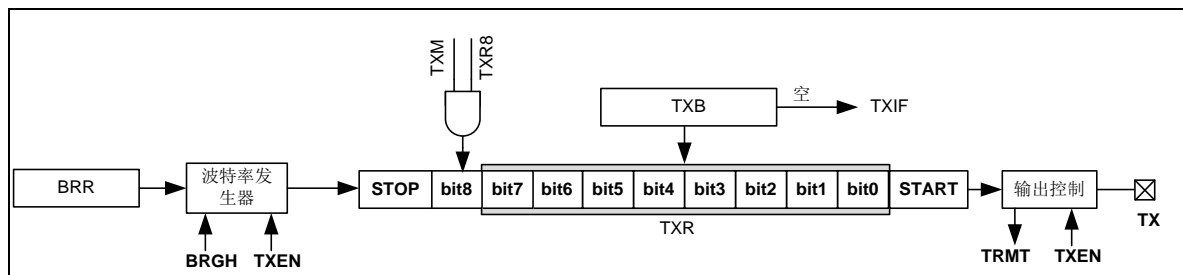 TXM
TXR8
TXB
空
TXIF
BRR
波特率发
生器
STOP
bit8
bit7
bit6
bit5
bit4
bit3
bit2
bit1
bit0
START
输出控制
TX
TXR
BRGH
TXEN
TRMT
TXEN